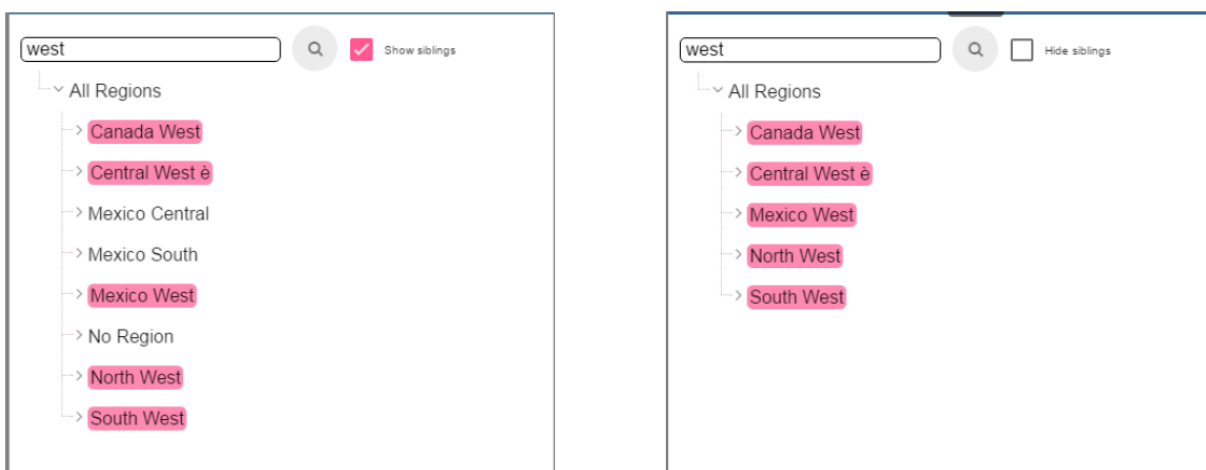 west
Show siblings
All Regions
Canada West
Central West è
Mexico Central
Mexico South
Mexico West
No Region
North West
South West
west
Hide siblings
All Regions
Canada West
Central West è
Mexico West
North West
South West